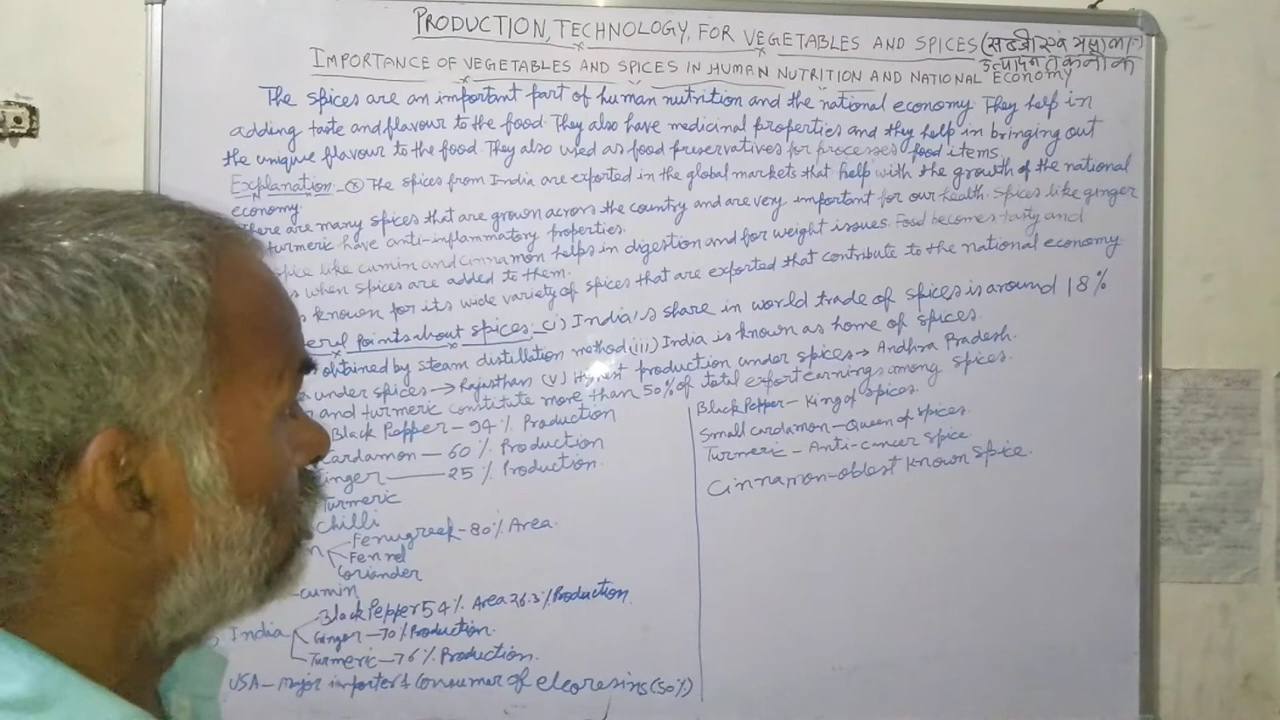 PRODUCTION, TECHNOLOGY, FOR VEGETABLES AND SPICES (सब्जी एवं मसालों का
उत्पादन तकनीक
IMPORTANCE OF VEGETABLES AND SPICES IN HUMAN NUTRITION AND NATIONAL ECONOMY
The spices are an important part of human nutrition and the national economy. They help in
adding taste and flavour to the food. They also have medicinal properties and they help in bringing out
the unique flavour to the food. They also used as food preservatives for processes food items.
Explanation - (*) The spices from India are exported in the global markets that help with the growth of the national
economy.
There are many spices that are grown across the country and are very important for our health. Spices like ginger
turmeric have anti-inflammatory properties.
spice like cumin and cinnamon helps in digestion and for weight issues. Food becomes tasty and
when spices are added to them.
known for its wide variety of spices that are exported that contribute to the national economy
Points about spices:- (i) India's share in world trade of spices is around 18%
obtained by steam distillation method (iii) India is known as home of spices.
under spices → Rajasthan (V) Highest production under spices → Andhra Pradesh.
and turmeric constitute more than 50% of total export earnings among spices.
Black Pepper - 94% Production
Cardamon - 60% Production
Ginger - 25% Production.
Turmeric
Chilli
Fenugreek - 80% Area
Fennel
Coriander
-cumin
India
Black Pepper 54% Area 26.3% Production
Ginger - 70% Production.
Turmeric - 76% Production.
USA - Major importer & Consumer of eleoresins (50%)
Black Pepper - King of Spices.
Small cardamon - Queen of spices.
Turmeric - Anti-cancer spice.
Cinnamon - oldest known spice.